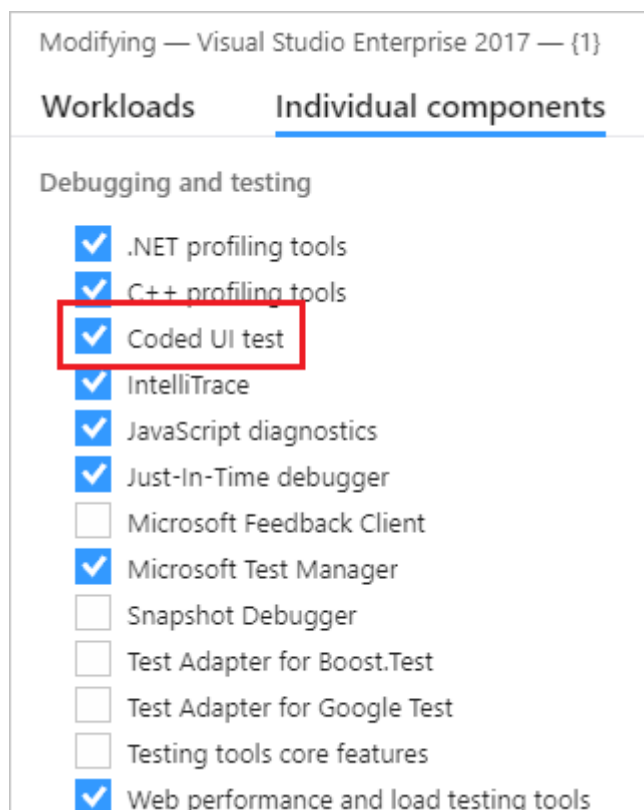 Modifying — Visual Studio Enterprise 2017 — {1}
Workloads Individual components
Debugging and testing
.NET profiling tools
C++ profiling tools
Coded UI test
IntelliTrace
JavaScript diagnostics
Just-In-Time debugger
Microsoft Feedback Client
Microsoft Test Manager
Snapshot Debugger
Test Adapter for Boost.Test
Test Adapter for Google Test
Testing tools core features
Web performance and load testing tools